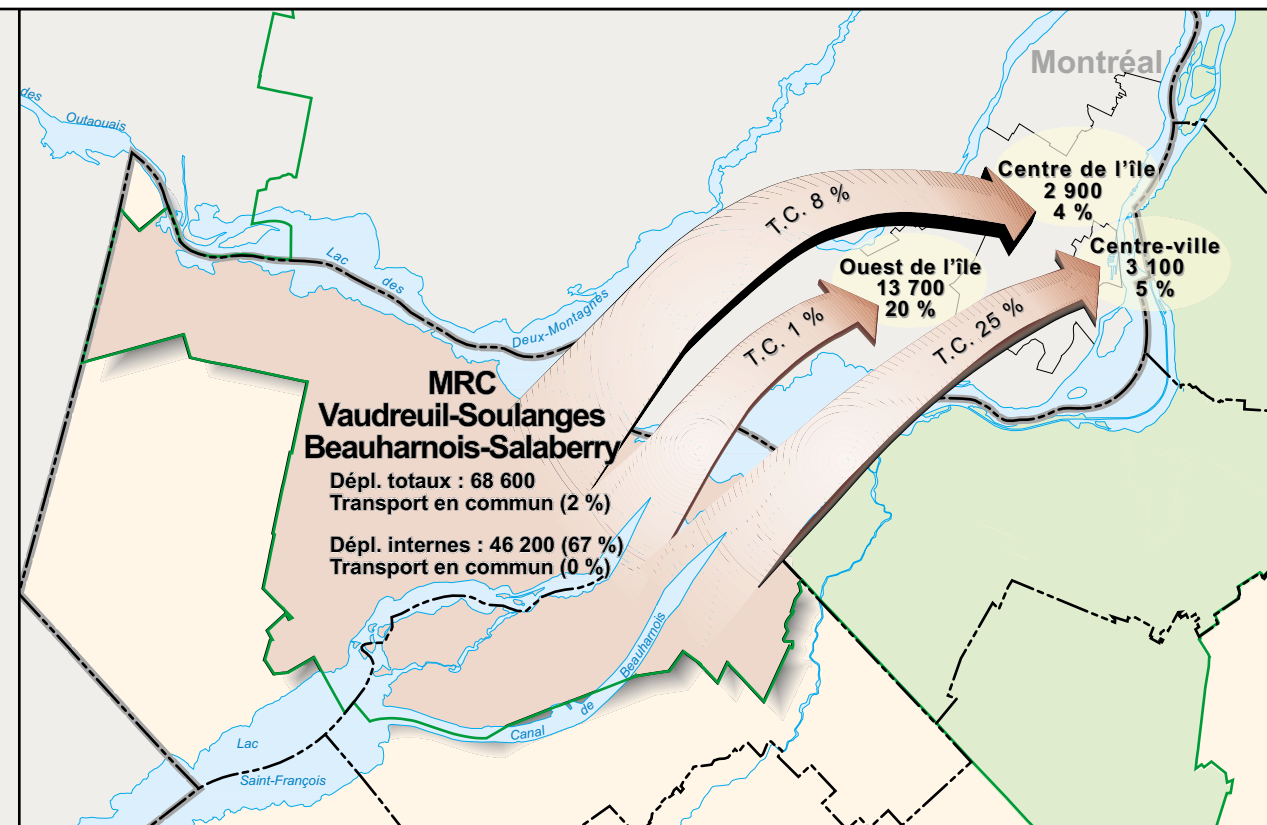 Montréal
des
Outaouais
Centre de l'île
2 900
4 %
T.C. 8 %
Centre-ville
3 100
5 %
Lac
des
Deux-Montagnes
Ouest de l'île
13 700
20 %
T.C. 1 %
T.C. 25 %
MRC
Vaudreuil-Soulanges
Beauharnois-Salaberry
Dépl. totaux : 68 600
Transport en commun (2 %)
Dépl. internes : 46 200 (67 %)
Transport en commun (0 %)
Canal
de
Beauharnois
Lac
Saint-François